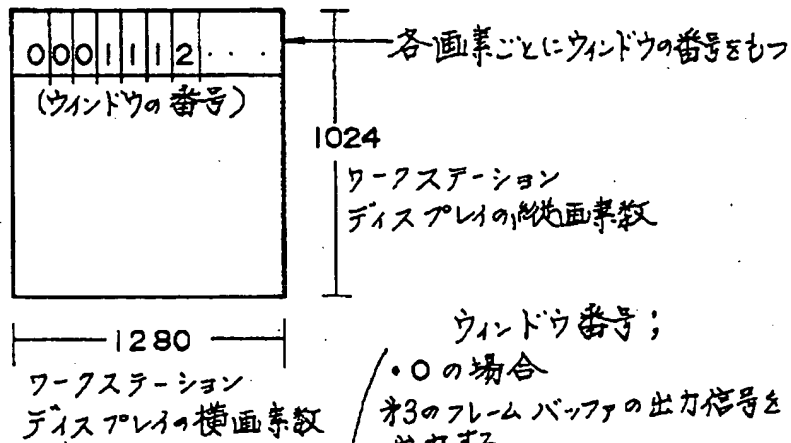 0 0 0 1 1 1 2 ...
各画素ごとにウィンドウの番号をもつ
(ウィンドウの番号)
1024
ワークステーション
ディスプレイの縦画素数
1280
ワークステーション
ディスプレイの横画素数
ウィンドウ番号;
・0の場合
才3のフレームバッファの出力信号を